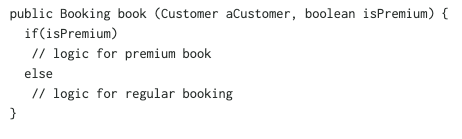 public Booking book (Customer aCustomer, boolean isPremium) {
  if(isPremium)
   // logic for premium book
  else
   // logic for regular booking
}